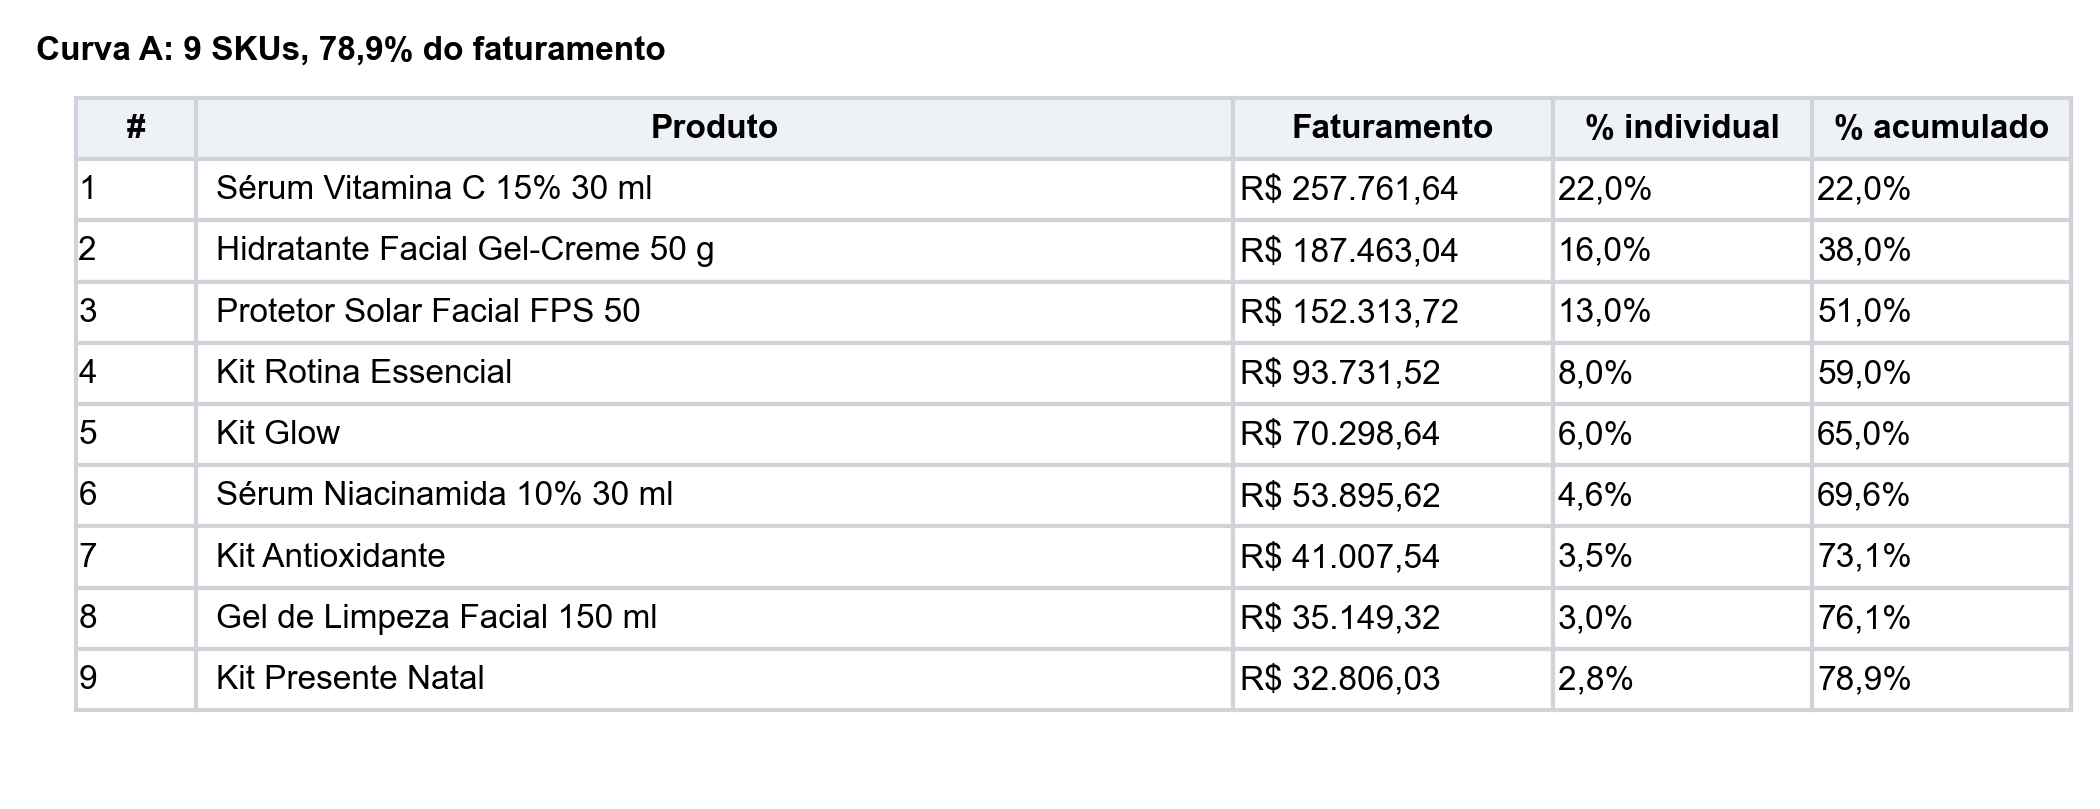 Curva A: 9 SKUs, 78,9% do faturamento
# Produto Faturamento % individual % acumulado
1 Sérum Vitamina C 15% 30 ml R$ 257.761,64 22,0% 22,0%
2 Hidratante Facial Gel-Creme 50 g R$ 187.463,04 16,0% 38,0%
3 Protetor Solar Facial FPS 50 R$ 152.313,72 13,0% 51,0%
4 Kit Rotina Essencial R$ 93.731,52 8,0% 59,0%
5 Kit Glow R$ 70.298,64 6,0% 65,0%
6 Sérum Niacinamida 10% 30 ml R$ 53.895,62 4,6% 69,6%
7 Kit Antioxidante R$ 41.007,54 3,5% 73,1%
8 Gel de Limpeza Facial 150 ml R$ 35.149,32 3,0% 76,1%
9 Kit Presente Natal R$ 32.806,03 2,8% 78,9%